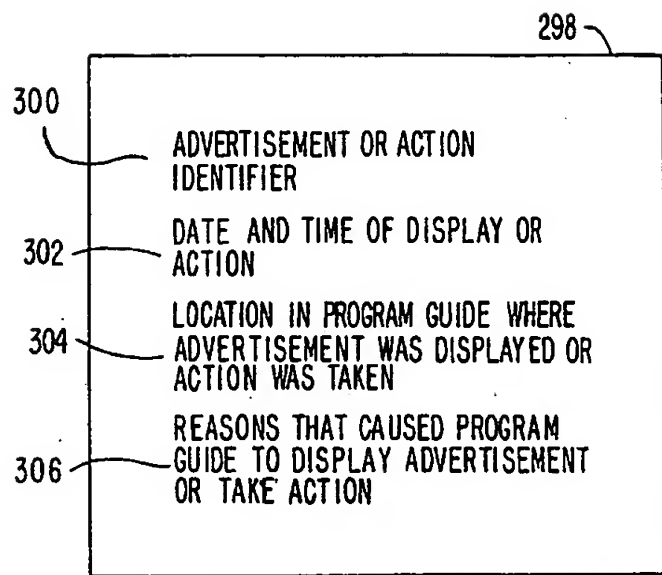 298
300
ADVERTISEMENT OR ACTION
IDENTIFIER
302
DATE AND TIME OF DISPLAY OR
ACTION
304
LOCATION IN PROGRAM GUIDE WHERE
ADVERTISEMENT WAS DISPLAYED OR
ACTION WAS TAKEN
306
REASONS THAT CAUSED PROGRAM
GUIDE TO DISPLAY ADVERTISEMENT
OR TAKE ACTION